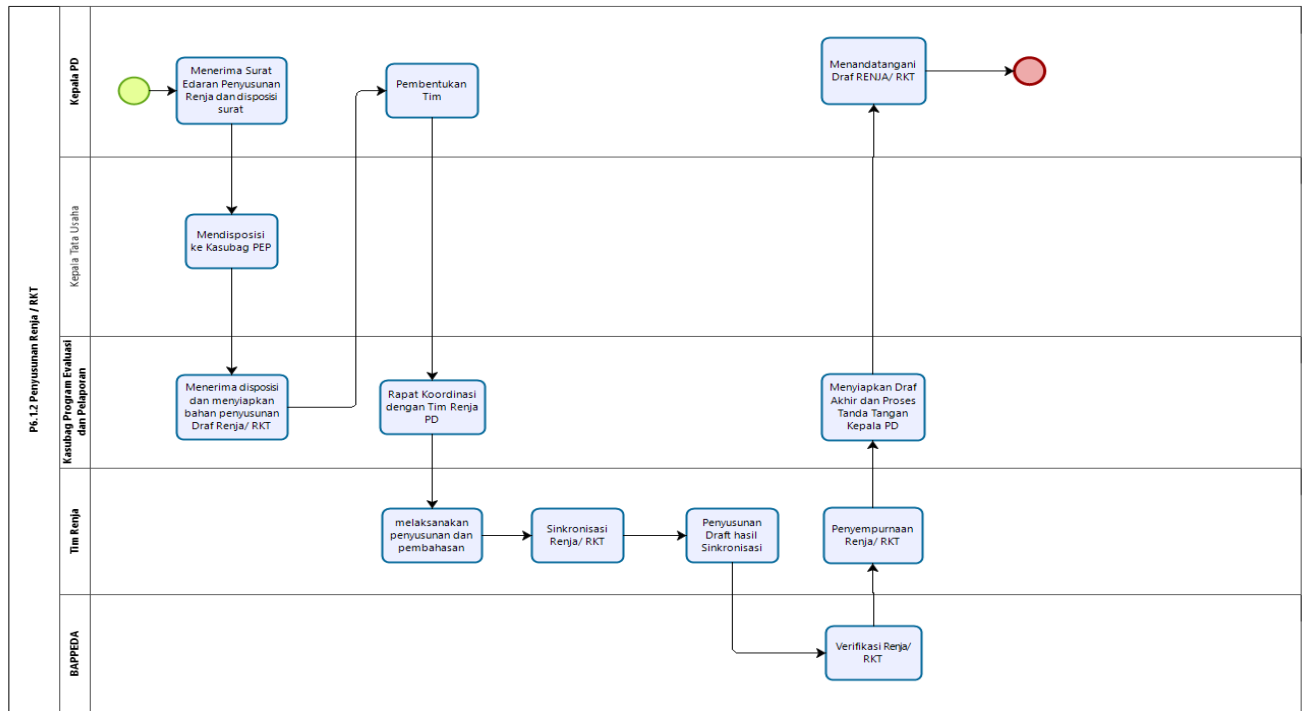 P6.1.2 Penyusunan Renja / RKT
Kepala PD
Menerima Surat
Edaran Penyusunan
Renja dan disposisi
surat
Pembentukan
Tim
Menandatangani
Draf RENJA/ RKT
Kepala Tata Usaha
Mendisposisi
ke Kasubag PEP
Kasubag Program Evaluasi
dan Pelaporan
Menerima disposisi
dan menyiapkan
bahan penyusunan
Draf Renja/ RKT
Rapat Koordinasi
dengan Tim Renja
PD
Menyiapkan Draf
Akhir dan Proses
Tanda Tangan
Kepala PD
Tim Renja
melaksanakan
penyusunan dan
pembahasan
Sinkronisasi
Renja/ RKT
Penyusunan
Draft hasil
Sinkronisasi
Penyempurnaan
Renja/ RKT
BAPPEDA
Verifikasi Renja/
RKT